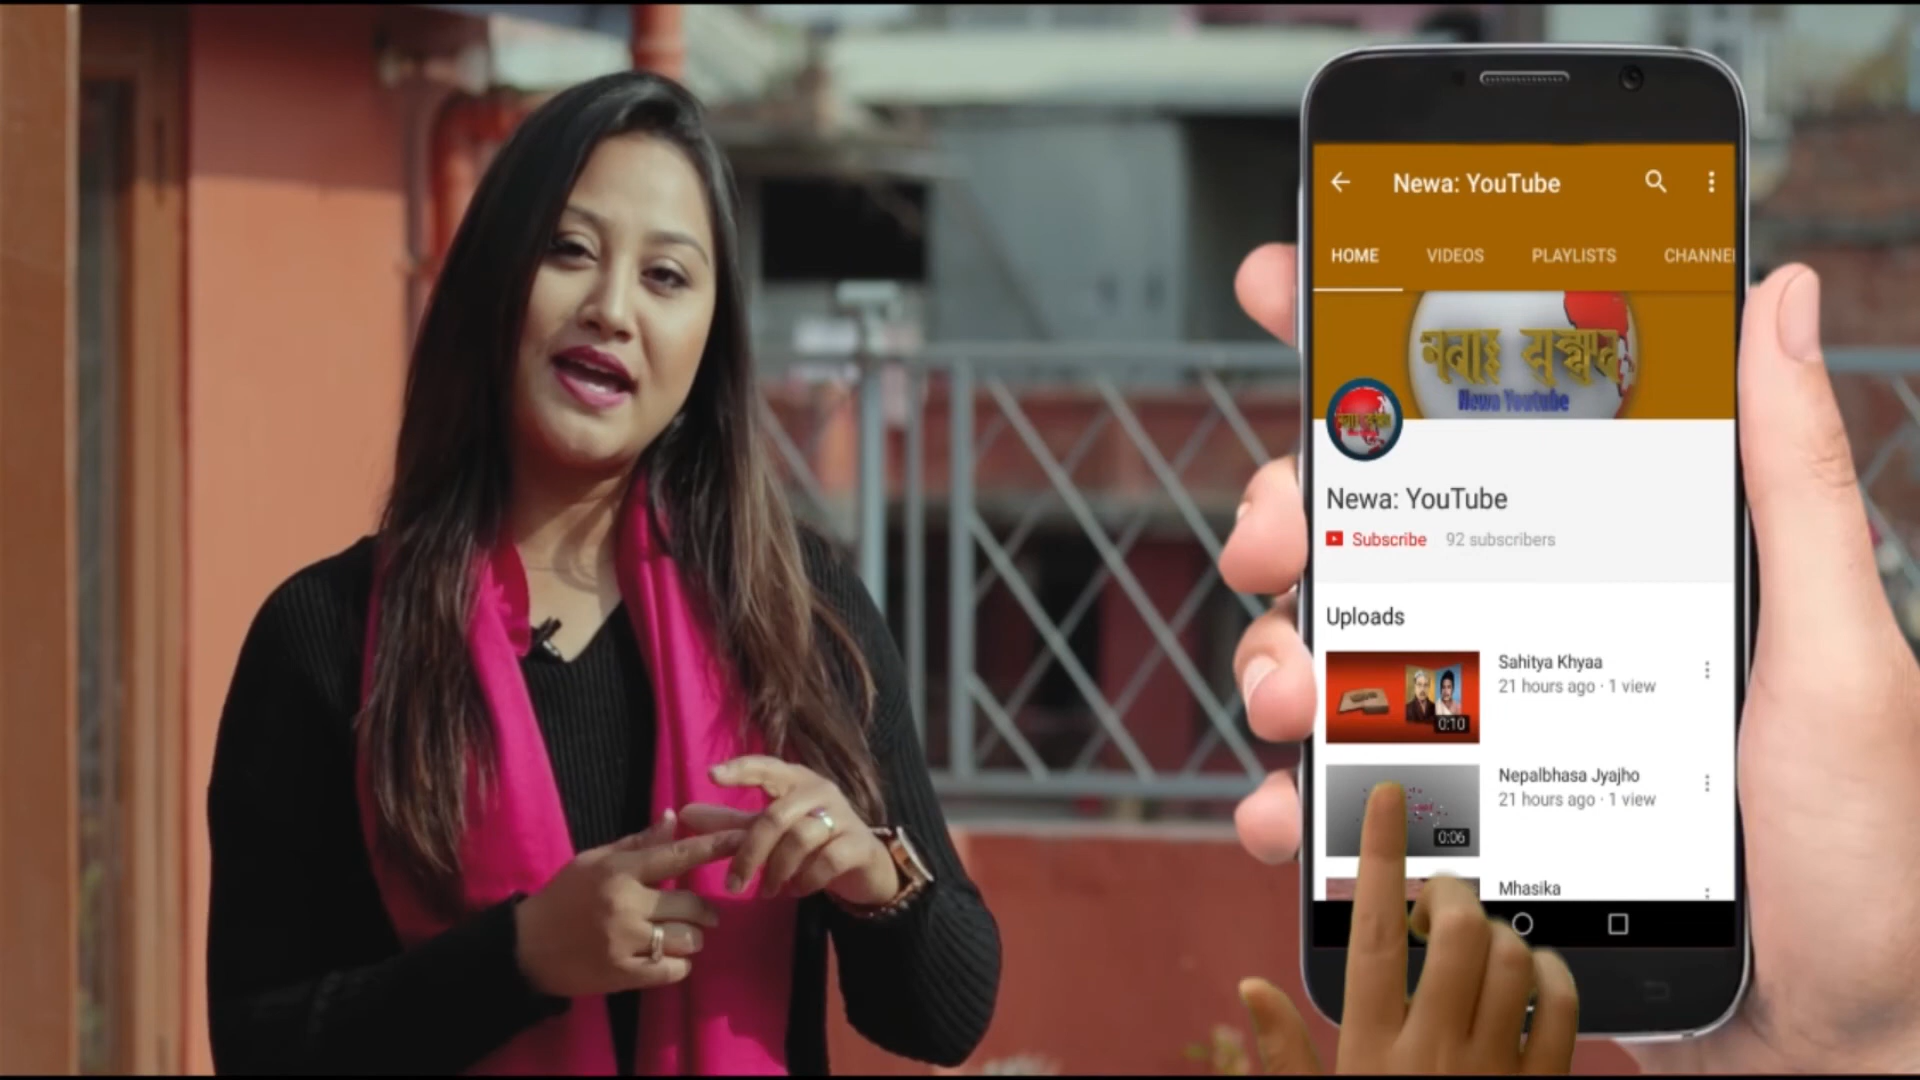 Newa: YouTube
HOME VIDEOS PLAYLISTS CHANNE
Newa Youtube
Newa: YouTube
Subscribe 92 subscribers
Uploads
Sahitya Khyaa
21 hours ago · 1 view
0:10
Nepalbhasa Jyajho
21 hours ago · 1 view
0:06
Mhasika